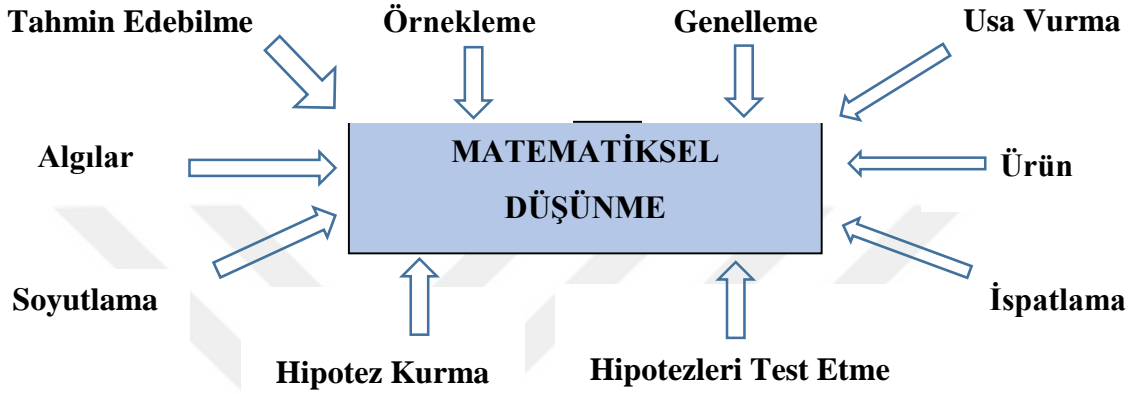 Tahmin Edebilme
Örnekleme
Genelleme
Usa Vurma
Algılar
MATEMATİKSEL
DÜŞÜNME
Ürün
Soyutlama
İspatlama
Hipotez Kurma
Hipotezleri Test Etme